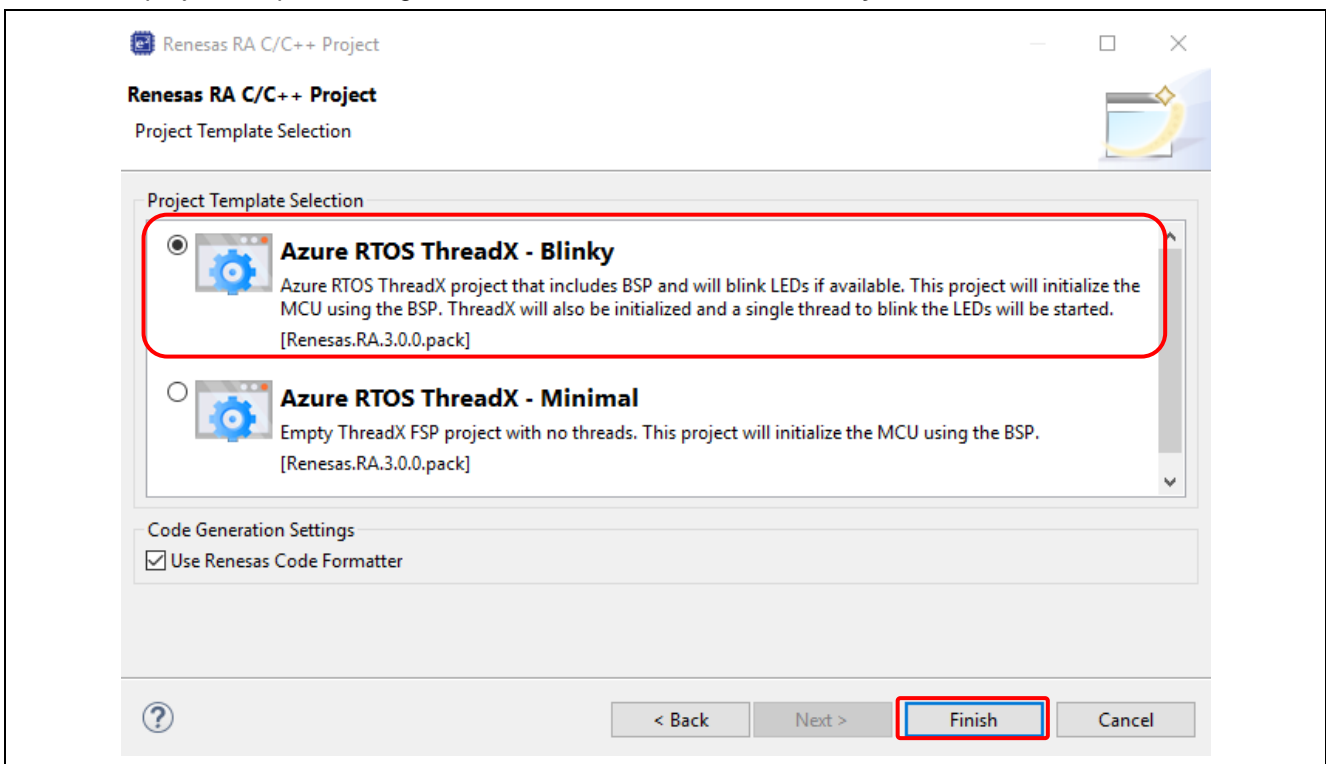 Renesas RA C/C++ Project
Renesas RA C/C++ Project
Project Template Selection
Project Template Selection
Azure RTOS ThreadX - Blinky
Azure RTOS ThreadX project that includes BSP and will blink LEDs if available. This project will initialize the
MCU using the BSP. ThreadX will also be initialized and a single thread to blink the LEDs will be started.
[Renesas.RA.3.0.0.pack]
Azure RTOS ThreadX - Minimal
Empty ThreadX FSP project with no threads. This project will initialize the MCU using the BSP.
[Renesas.RA.3.0.0.pack]
Code Generation Settings
Use Renesas Code Formatter
? < Back Next > Finish Cancel